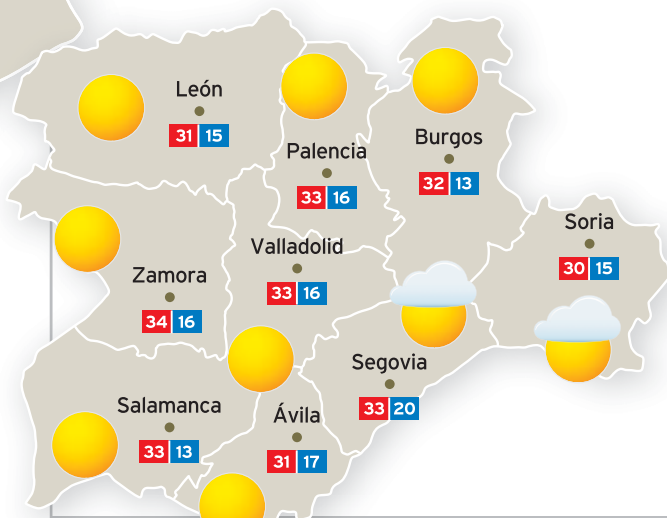 León
31 15
Palencia
33 16
Burgos
32 13
Soria
30 15
Zamora
34 16
Valladolid
33 16
Segovia
33 20
Salamanca
33 13
Ávila
31 17